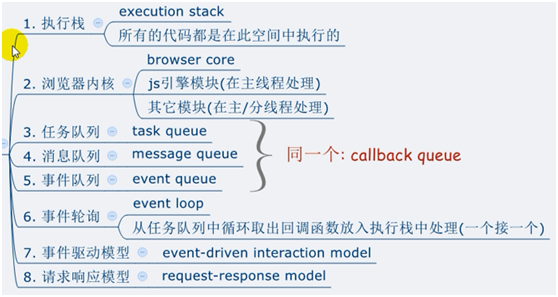 1. 执行栈
execution stack
所有的代码都是在此空间中执行的
2. 浏览器内核
browser core
js引擎模块(在主线程处理)
其它模块(在主/分线程处理)
3. 任务队列 task queue
4. 消息队列 message queue
5. 事件队列 event queue
同一个: callback queue
6. 事件轮询
event loop
从任务队列中循环取出回调函数放入执行栈中处理(一个接一个)
7. 事件驱动模型 event-driven interaction model
8. 请求响应模型 request-response model